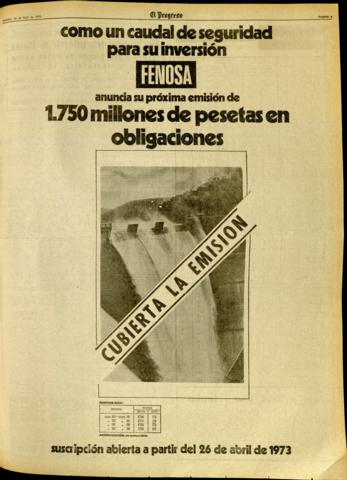 El Progreso
como un caudal de seguridad
para su inversión
FENOSA
anuncia su próxima emisión de
1.750 millones de pesetas en
obligaciones
CUBIERTA LA EMISION
suscripción abierta a partir del 26 de abril de 1973